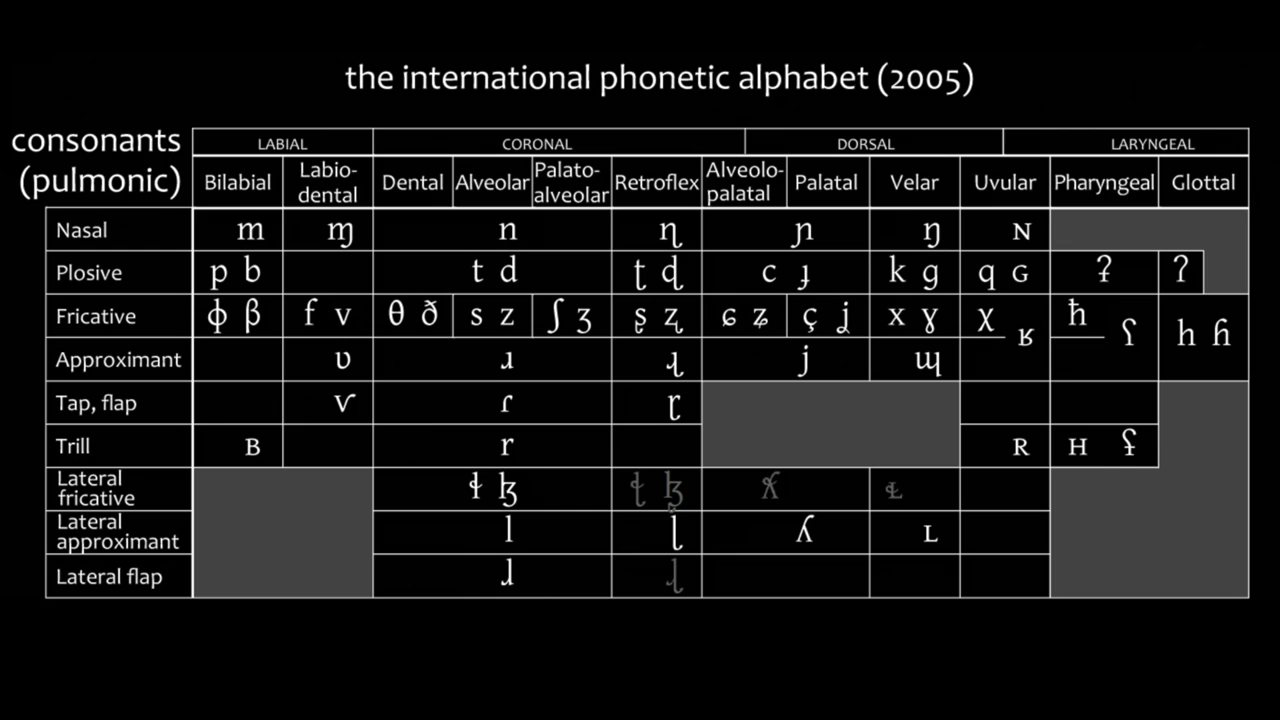 the international phonetic alphabet (2005)
consonants
(pulmonic)
LABIAL CORONAL DORSAL LARYNGEAL
Bilabial Labio-dental Dental Alveolar Palato-alveolar Retroflex Alveolo-palatal Palatal Velar Uvular Pharyngeal Glottal
Nasal m ɱ n ɳ ɲ ŋ ɴ
Plosive p b t d ʈ ɖ c ɟ k g q ɢ ʡ ʔ
Fricative ɸ β f v θ ð s z ʃ ʒ ʂ ʐ ɕ ʑ ç ʝ x ɣ χ ʁ ħ ʕ h ɦ
Approximant ʋ ɹ ɻ j ɰ
Tap, flap ⱱ ɾ ɽ
Trill ʙ r ʀ ʜ ʢ
Lateral
fricative ɬ ɮ
Lateral
approximant l ɭ ʎ ʟ
Lateral flap ɺ